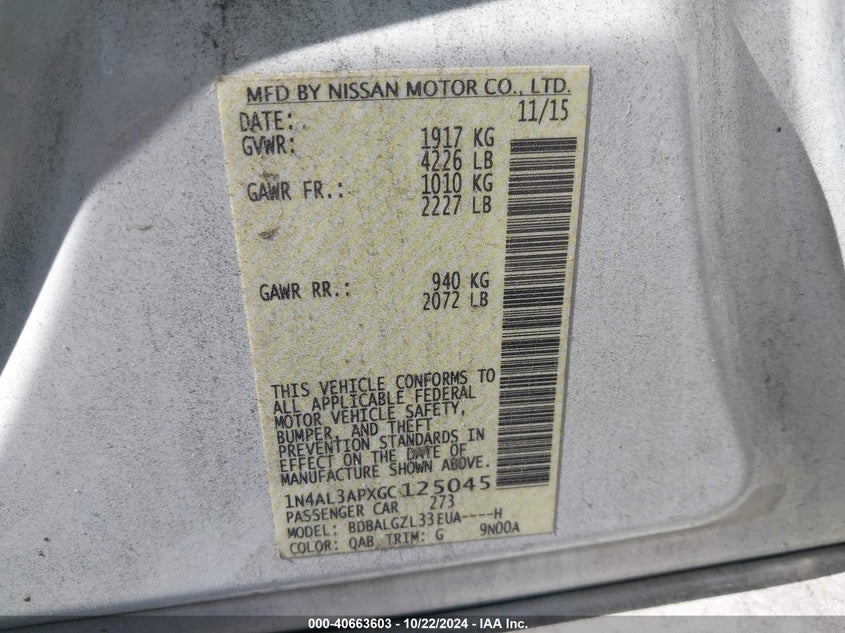 MFD BY NISSAN MOTOR CO., LTD.
DATE: 11/15
GVWR: 1917 KG
4226 LB
GAWR FR.: 1010 KG
2227 LB
GAWR RR.: 940 KG
2072 LB
THIS VEHICLE CONFORMS TO
ALL APPLICABLE FEDERAL
MOTOR VEHICLE SAFETY,
BUMPER, AND THEFT
PREVENTION STANDARDS IN
EFFECT ON THE DATE OF
MANUFACTURE SHOWN ABOVE.
1N4AL3APXGC125045
PASSENGER CAR 273
MODEL: BDBALGZL33EUA----H
COLOR: QAB TRIM: G 9N00A
000-40663603 - 10/22/2024 - IAA Inc.